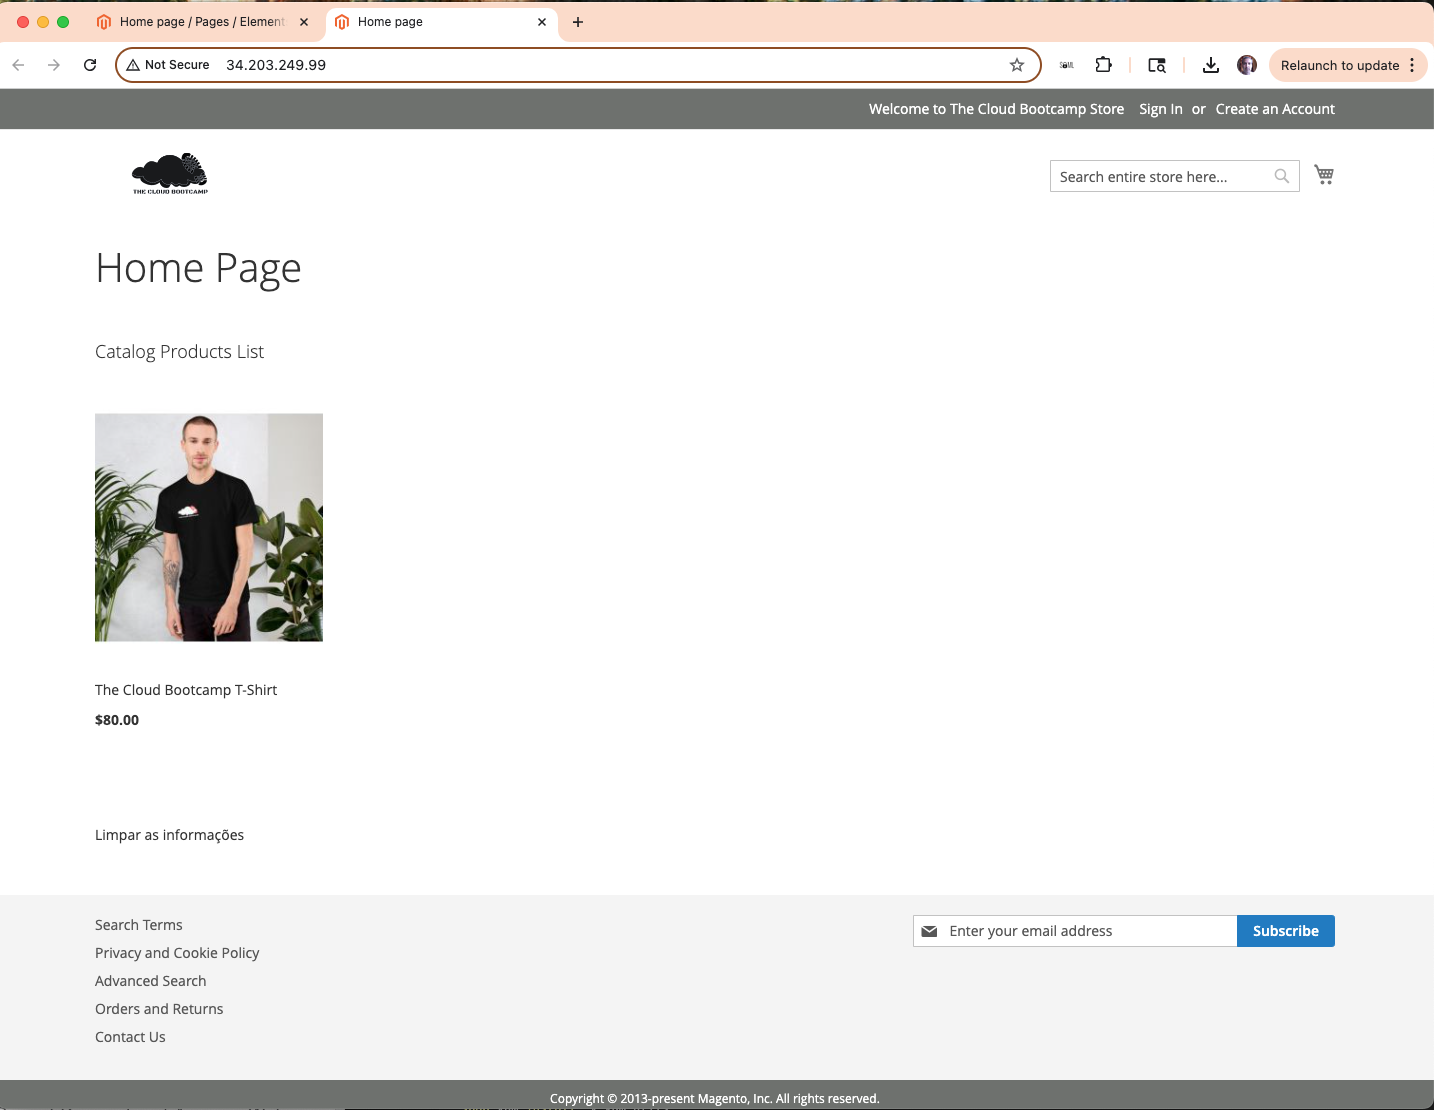 Home page / Pages / Element
Home page
Not Secure 34.203.249.99
SAML
Relaunch to update
Welcome to The Cloud Bootcamp Store Sign In or Create an Account
THE CLOUD BOOTCAMP
Search entire store here...
Home Page
Catalog Products List
The Cloud Bootcamp T-Shirt
$80.00
Limpar as informações
Search Terms
Enter your email address Subscribe
Privacy and Cookie Policy
Advanced Search
Orders and Returns
Contact Us
Copyright © 2013-present Magento, Inc. All rights reserved.